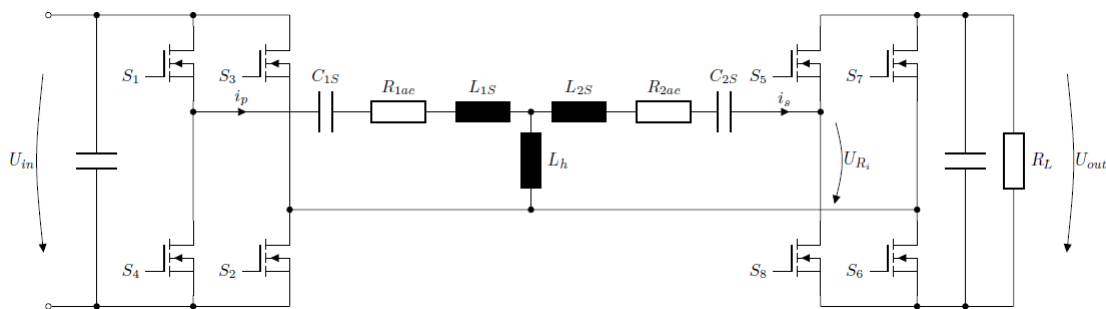 S1
S3
C1S
R1ac
L1S
L2S
R2ac
C2S
S5
S7
ip
is
Uin
Lh
URi
RL
Uout
S4
S2
S8
S6